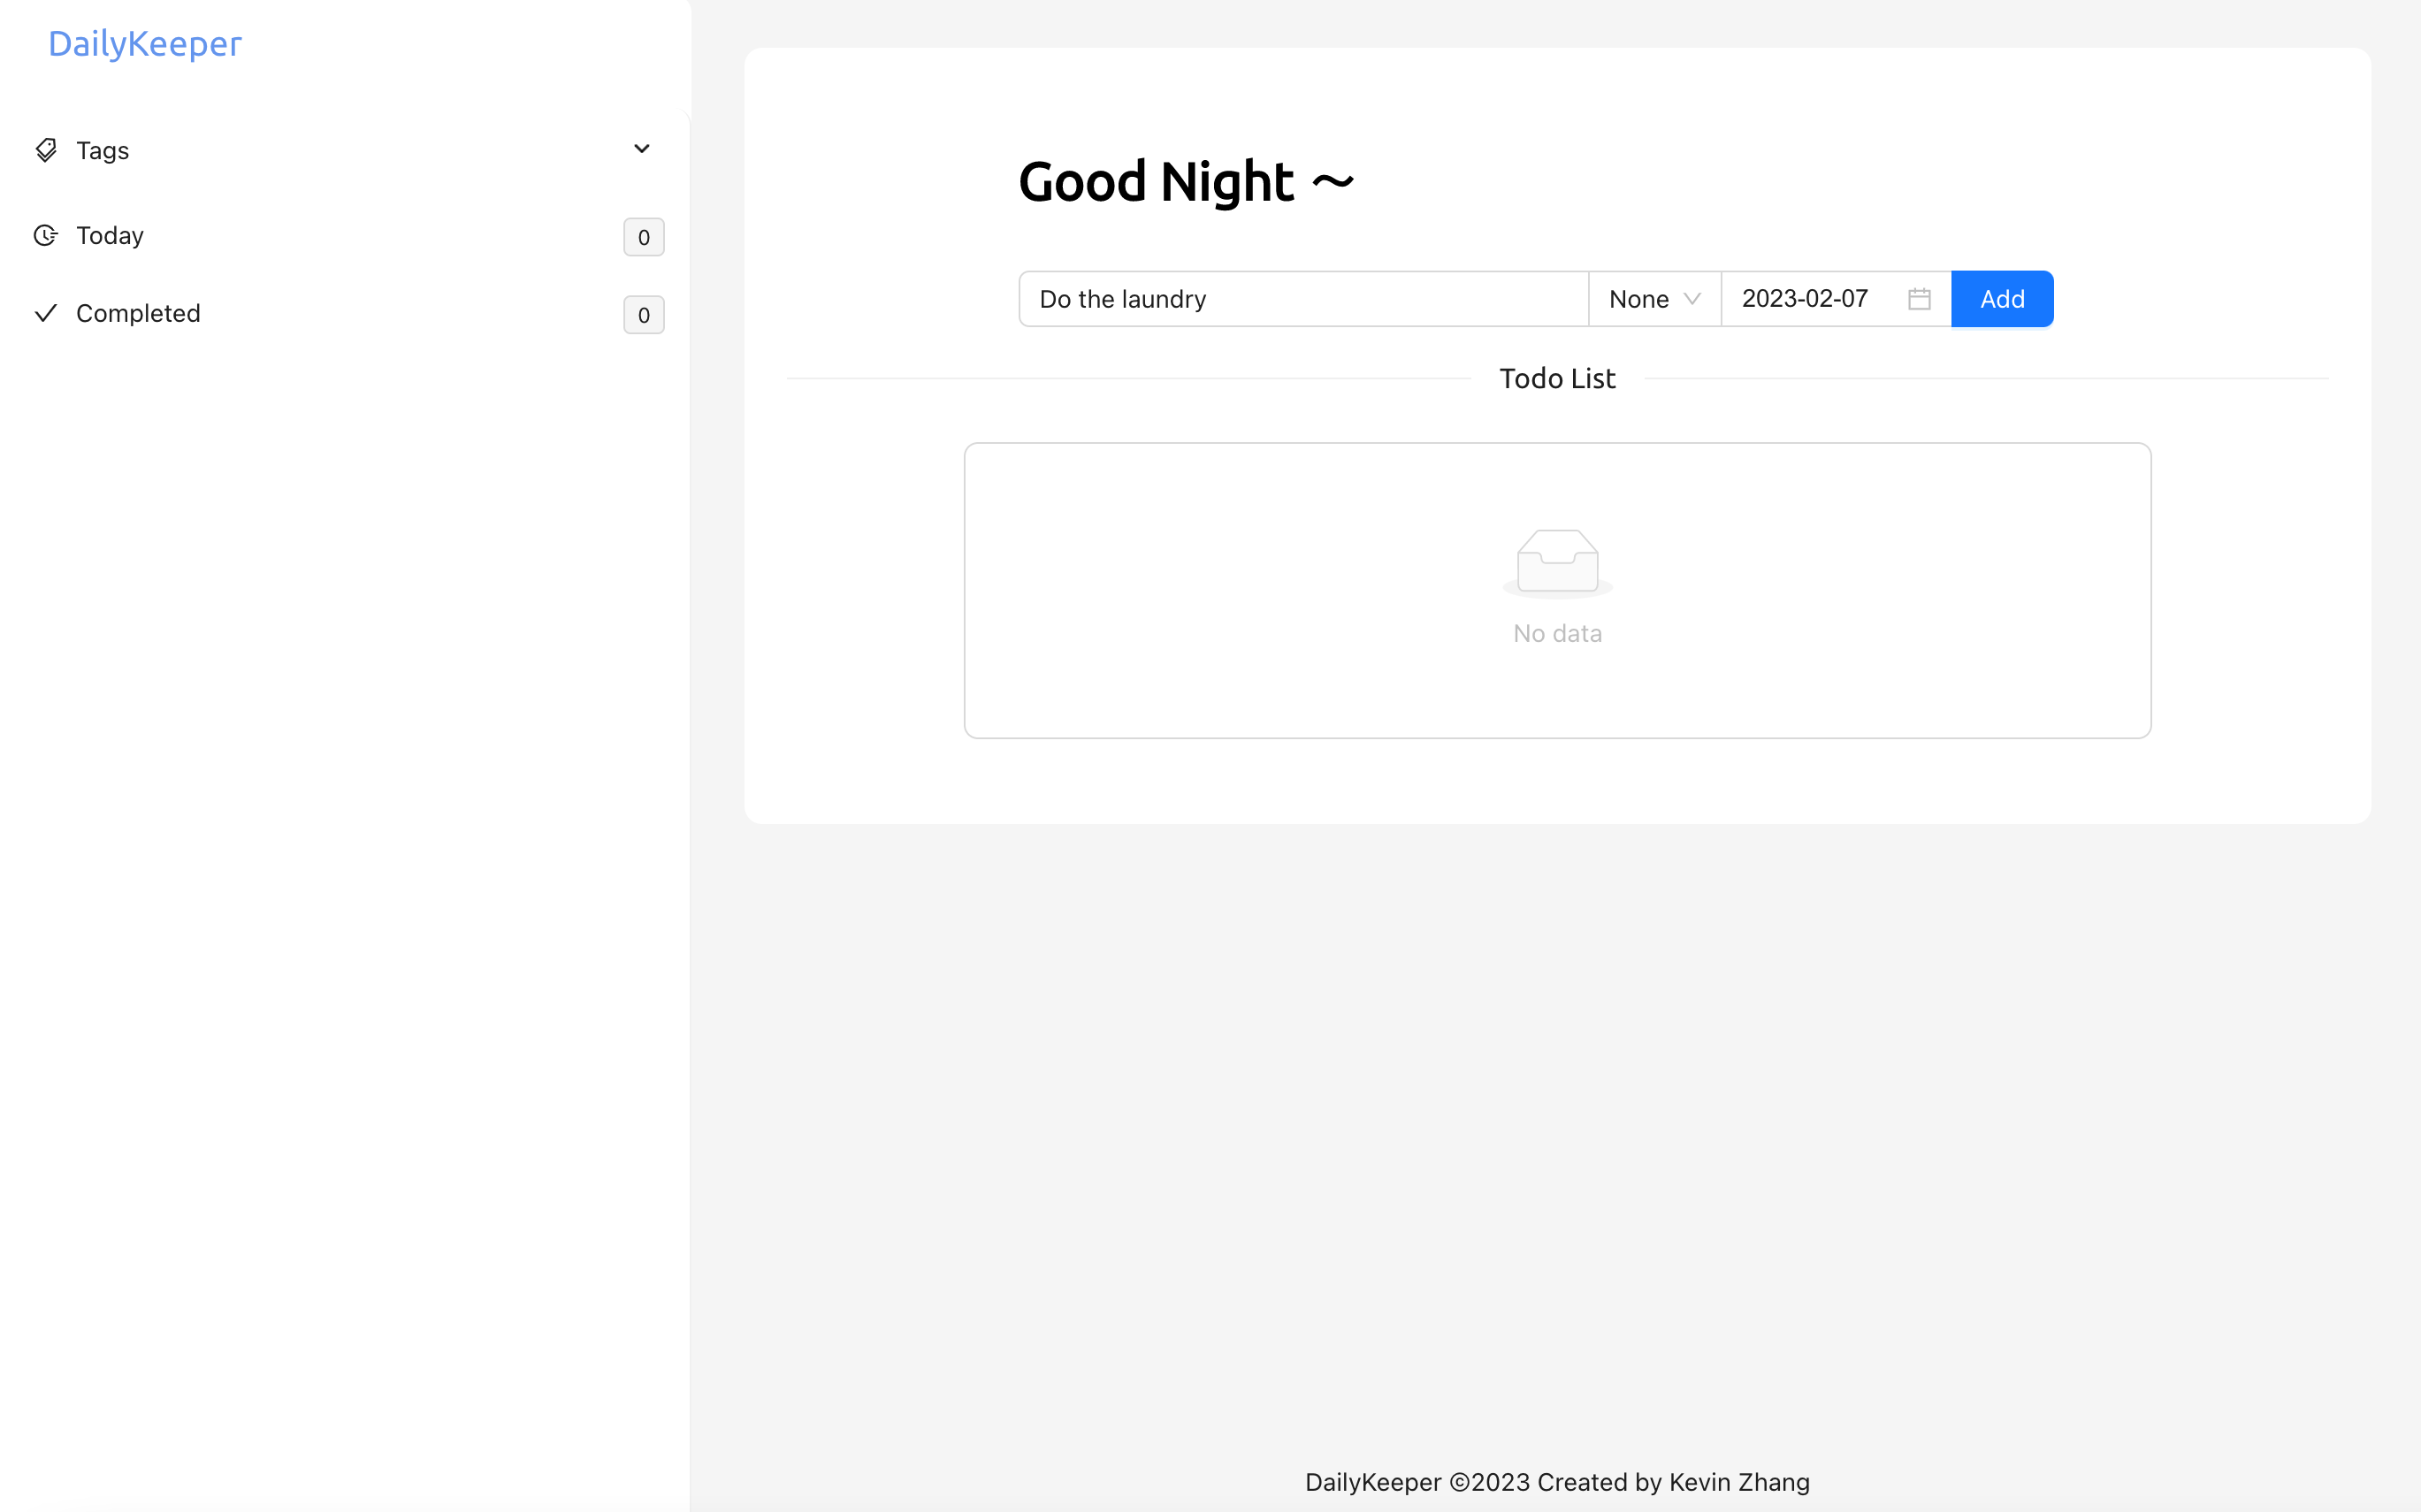 DailyKeeper
Tags
Today 0
Completed 0
Good Night ～
Do the laundry None 2023-02-07 Add
Todo List
No data
DailyKeeper ©2023 Created by Kevin Zhang